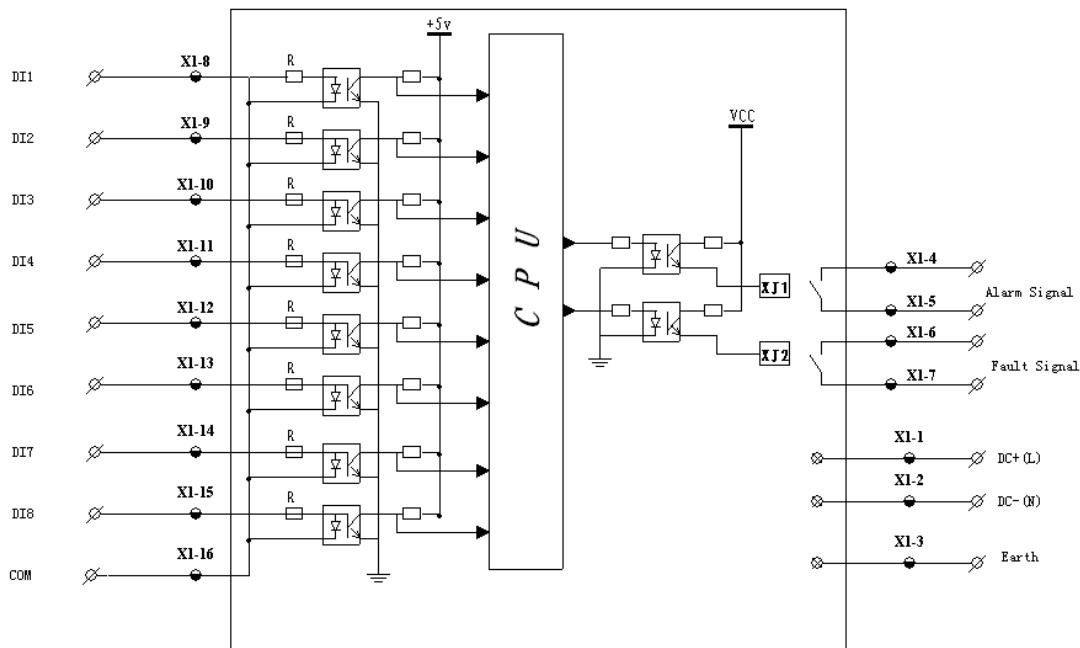 +5v
DI1 X1-8 R
DI2 X1-9 R
DI3 X1-10 R
DI4 X1-11 R
DI5 X1-12 R
DI6 X1-13 R
DI7 X1-14 R
DI8 X1-15 R
COM X1-16
CPU
VCC
XJ1
XJ2
X1-4
X1-5
Alarm Signal
X1-6
X1-7
Fault Signal
X1-1
DC+(L)
X1-2
DC-(N)
X1-3
Earth